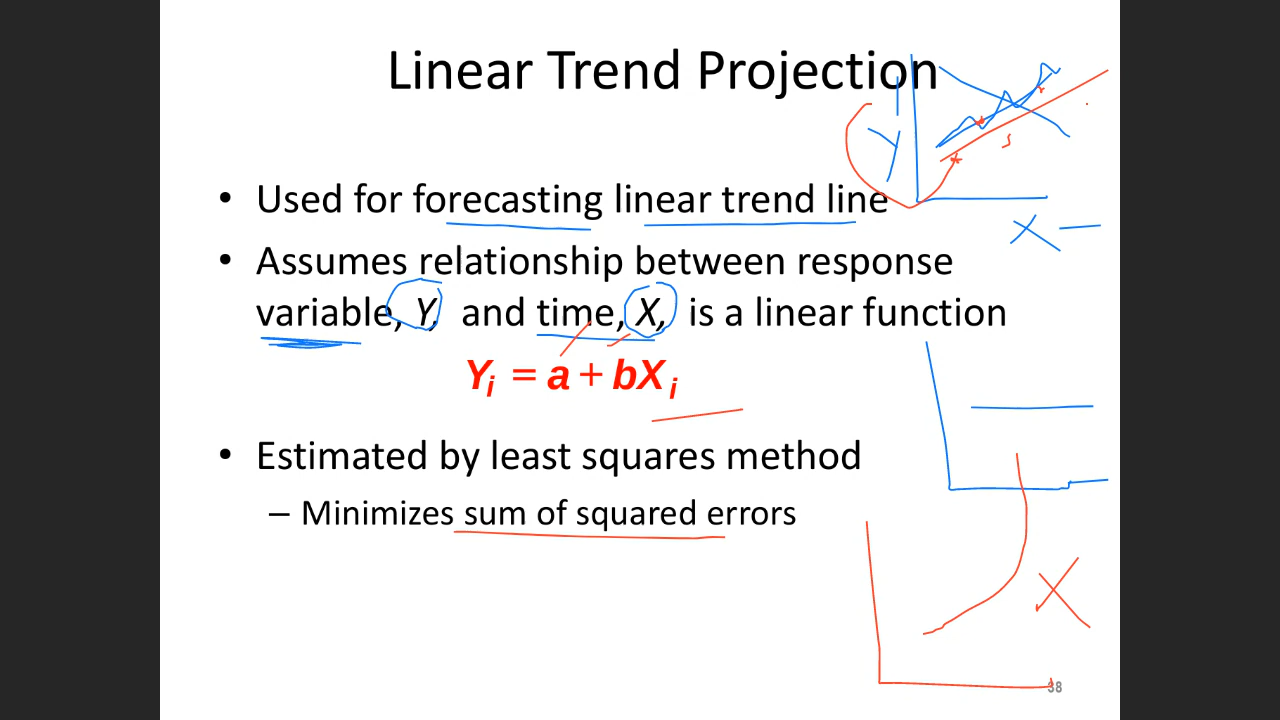 Linear Trend Projection
Y
• Used for forecasting linear trend line
X
• Assumes relationship between response
variable, Y, and time, X, is a linear function
Yi = a + bXi
• Estimated by least squares method
– Minimizes sum of squared errors
X
38